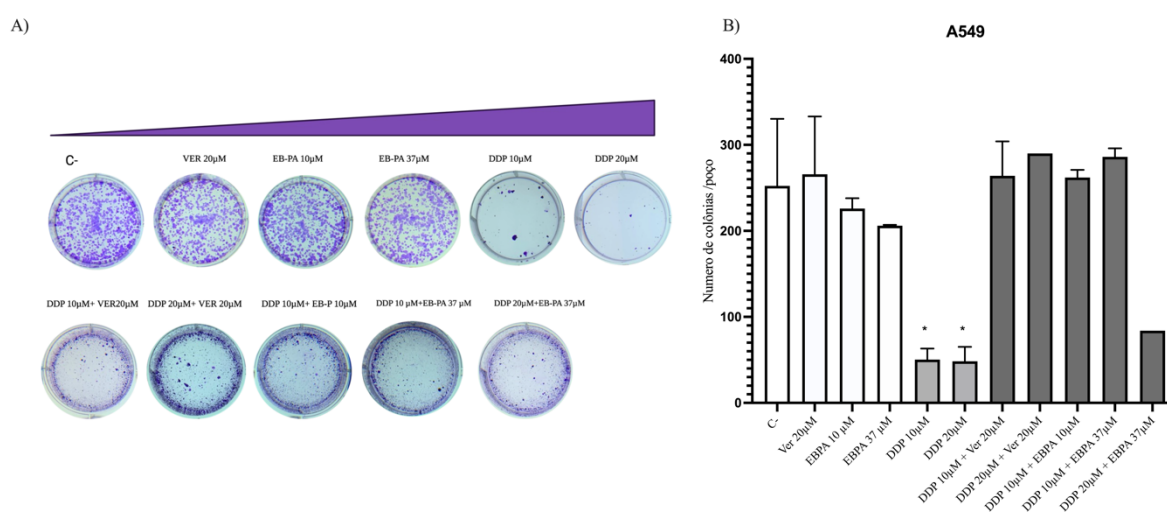 A)
C-
VER 20µM
EB-PA 10µM
EB-PA 37µM
DDP 10µM
DDP 20µM
DDP 10µM+ VER20µM
DDP 20µM+ VER 20µM
DDP 10µM+ EB-P 10µM
DDP 10 µM+EB-PA 37 µM
DDP 20µM+EB-PA 37µM
B)
A549
Numero de colônias /poço
400
300
200
100
0
*
*
C-
Ver 20µM
EBPA 10 µM
EBPA 37 µM
DDP 10µM
DDP 20µM
DDP 10µM + Ver 20µM
DDP 20µM + Ver 20µM
DDP 10µM + EBPA 10µM
DDP 10µM + EBPA 37µM
DDP 20µM + EBPA 37µM